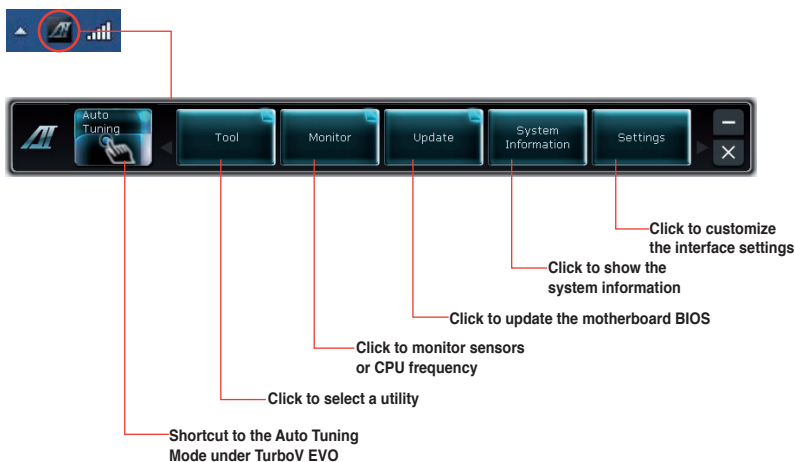 Auto
Tuning
Tool
Monitor
Update
System
Information
Settings
Click to customize
the interface settings
Click to show the
system information
Click to update the motherboard BIOS
Click to monitor sensors
or CPU frequency
Click to select a utility
Shortcut to the Auto Tuning
Mode under TurboV EVO